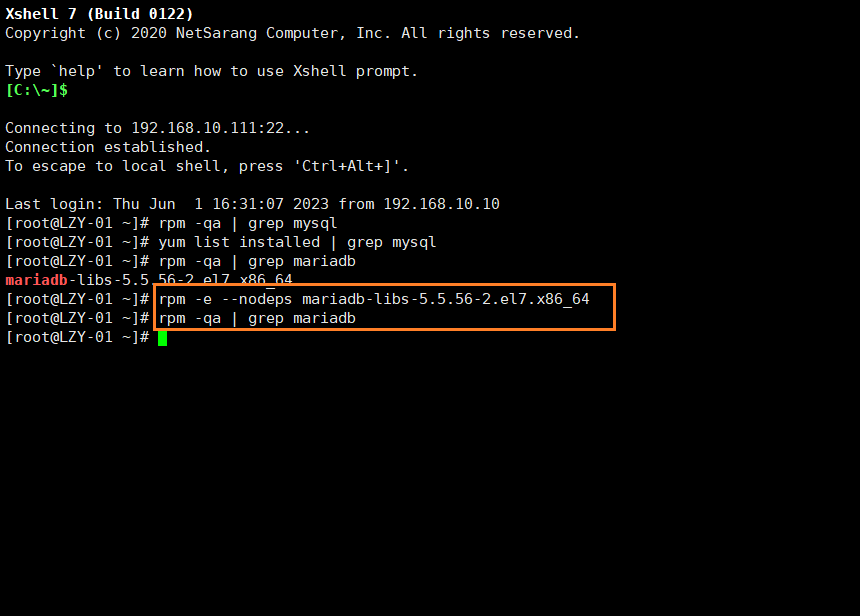 Xshell 7 (Build 0122)
Copyright (c) 2020 NetSarang Computer, Inc. All rights reserved.
Type `help' to learn how to use Xshell prompt.
[C:\~]$
Connecting to 192.168.10.111:22...
Connection established.
To escape to local shell, press 'Ctrl+Alt+]'.
Last login: Thu Jun  1 16:31:07 2023 from 192.168.10.10
[root@LZY-01 ~]# rpm -qa | grep mysql
[root@LZY-01 ~]# yum list installed | grep mysql
[root@LZY-01 ~]# rpm -qa | grep mariadb
mariadb-libs-5.5.56-2.el7.x86_64
[root@LZY-01 ~]# rpm -e --nodeps mariadb-libs-5.5.56-2.el7.x86_64
[root@LZY-01 ~]# rpm -qa | grep mariadb
[root@LZY-01 ~]#